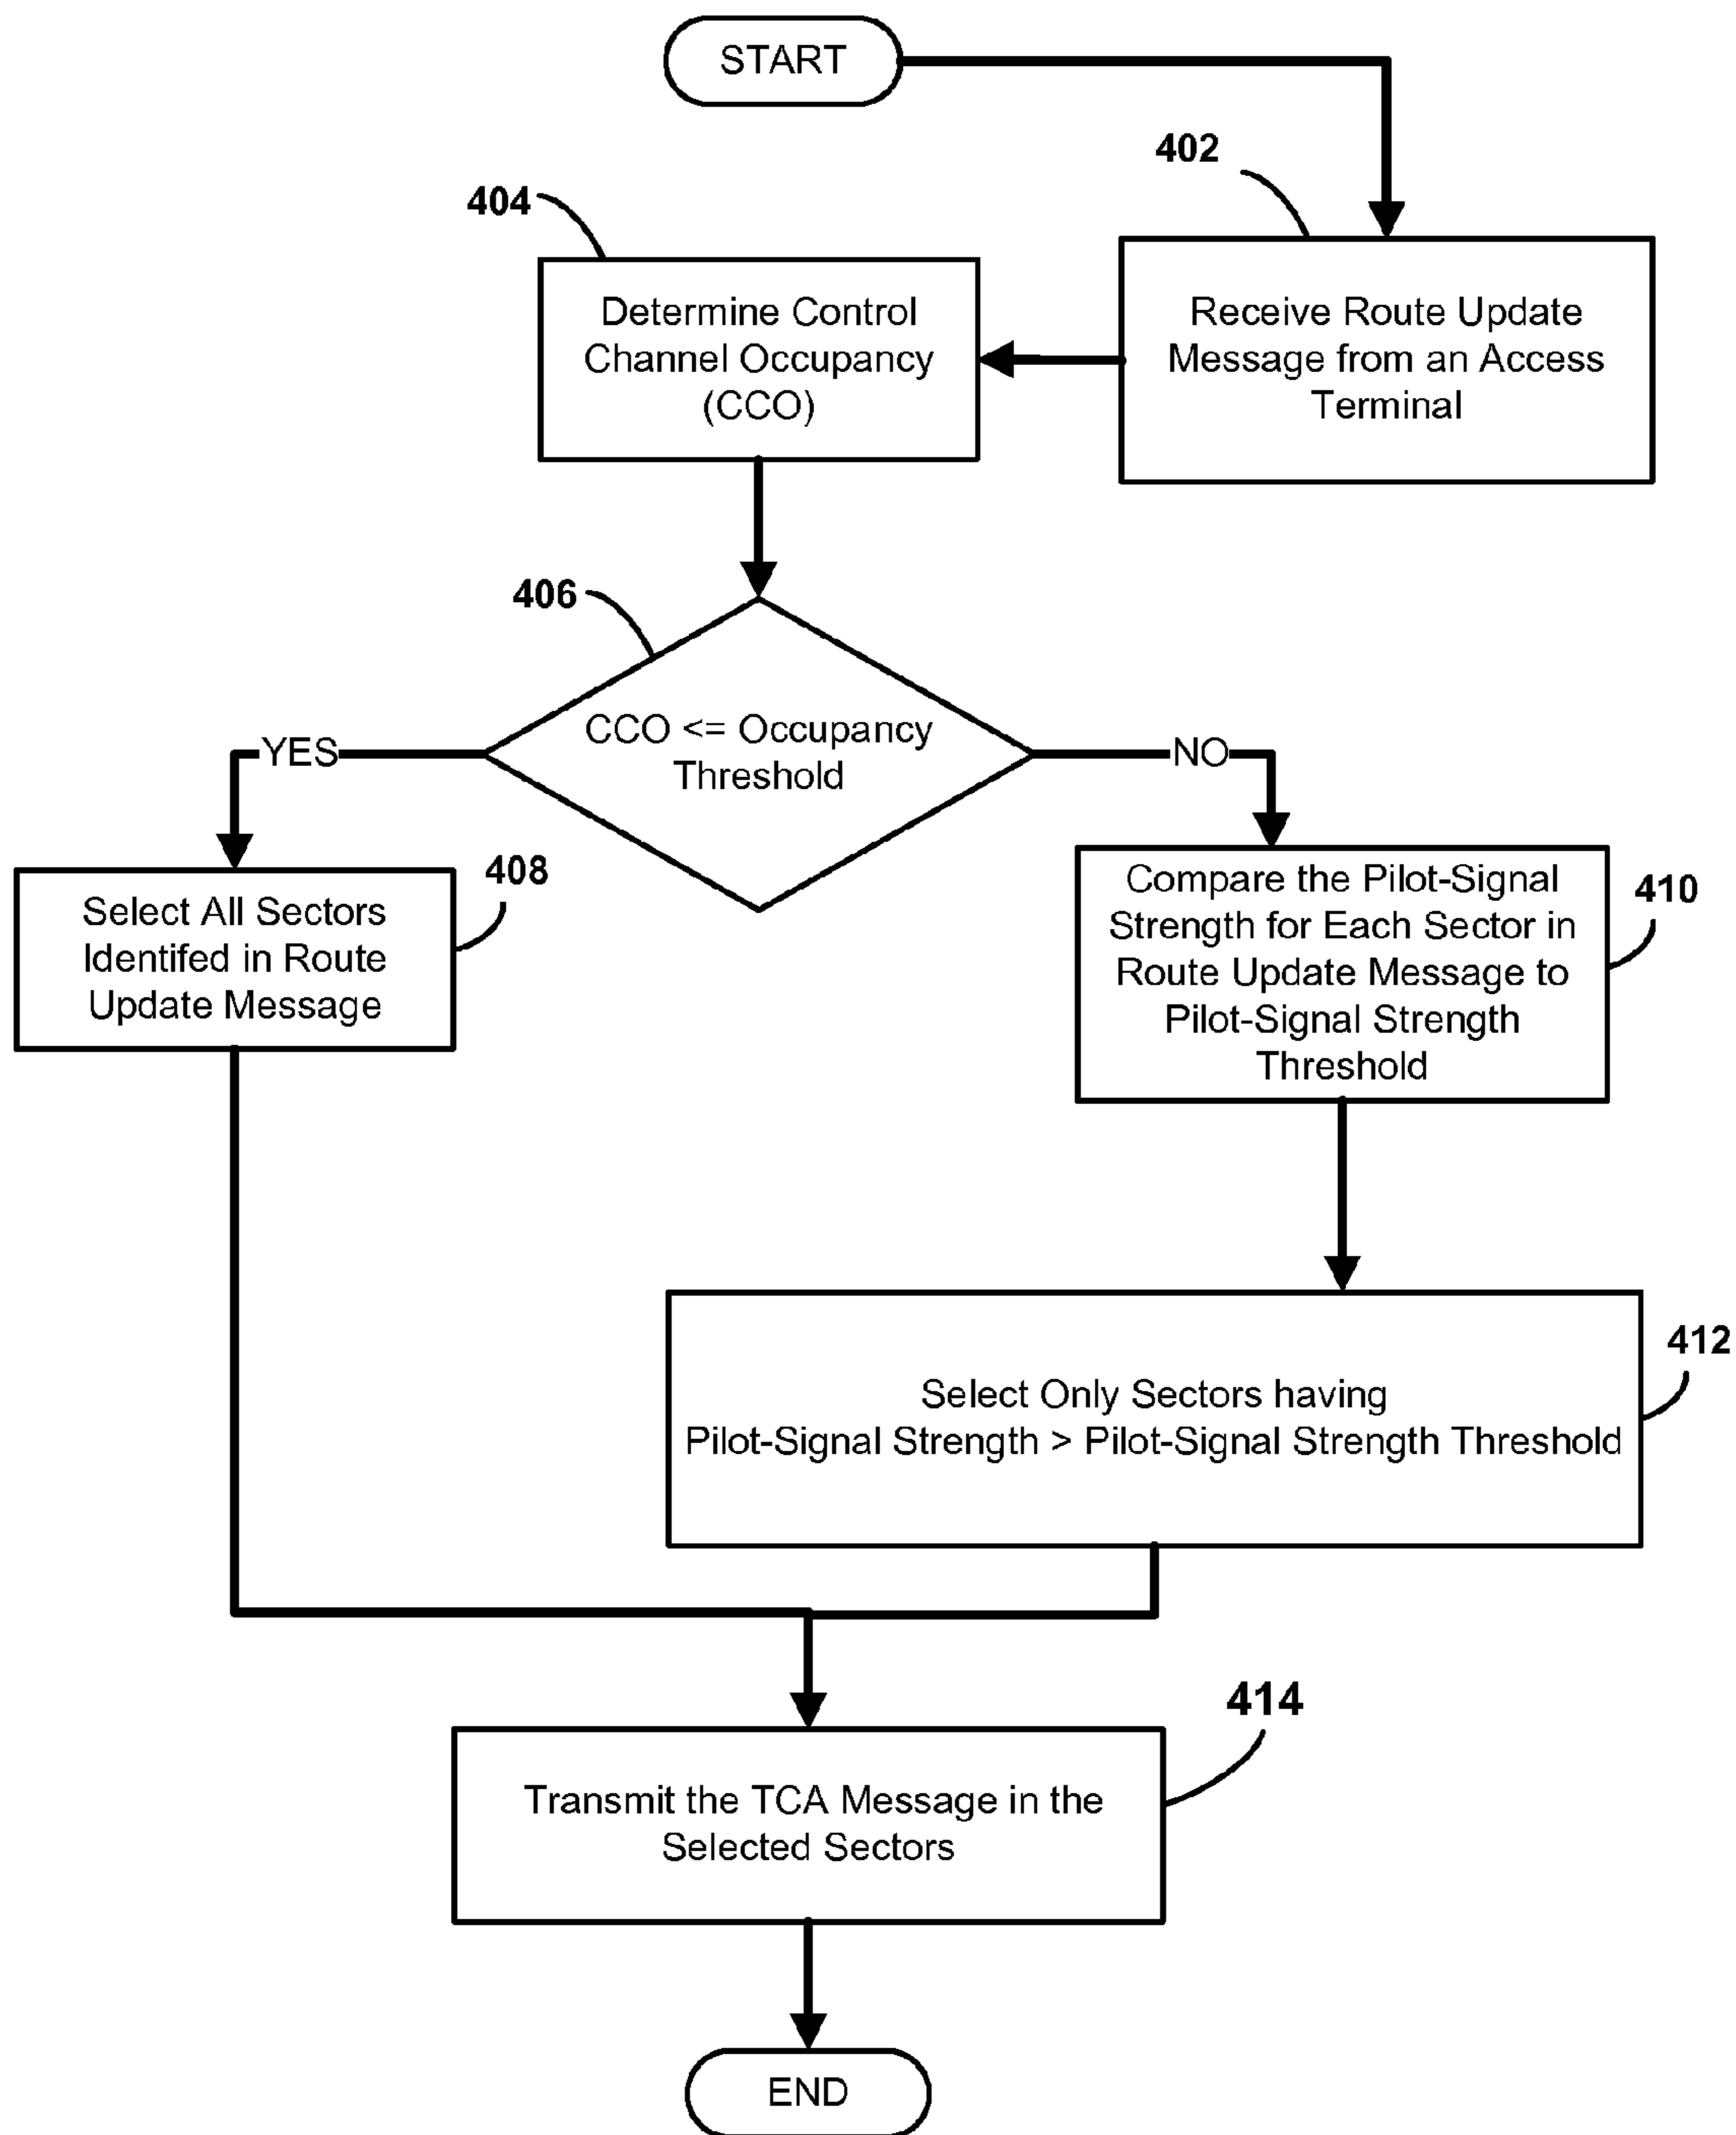 START
402
Receive Route Update
Message from an Access
Terminal
404
Determine Control
Channel Occupancy
(CCO)
406
CCO <= Occupancy
Threshold
YES
NO
408
Select All Sectors
Identifed in Route
Update Message
410
Compare the Pilot-Signal
Strength for Each Sector in
Route Update Message to
Pilot-Signal Strength
Threshold
412
Select Only Sectors having
Pilot-Signal Strength > Pilot-Signal Strength Threshold
414
Transmit the TCA Message in the
Selected Sectors
END